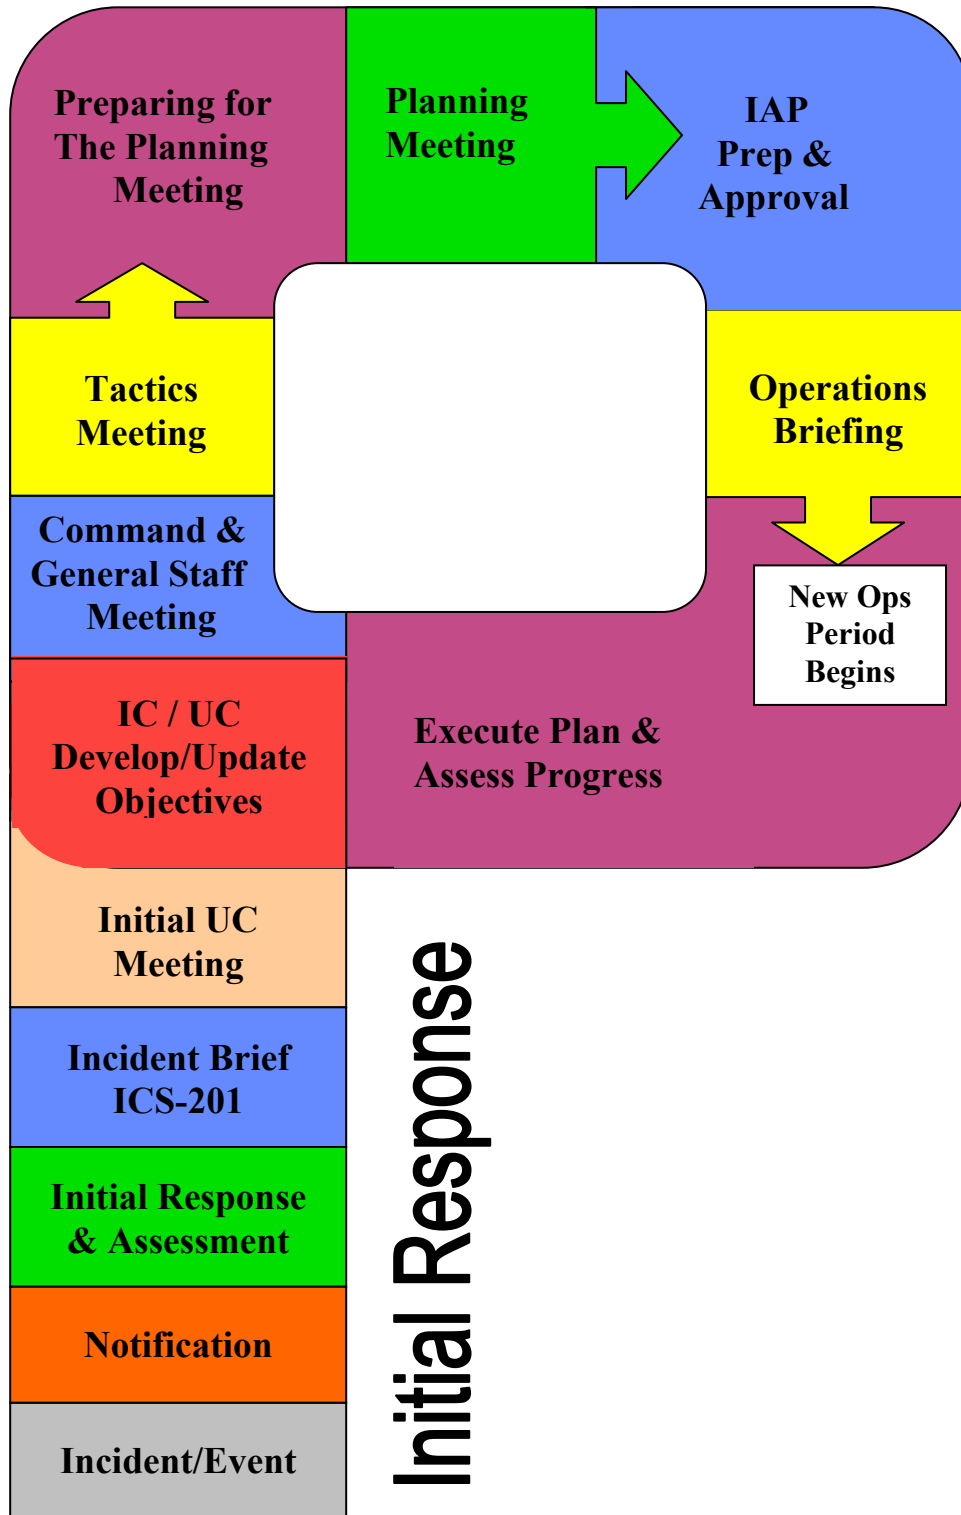 Preparing for
The Planning
Meeting
Planning
Meeting
IAP
Prep &
Approval
Tactics
Meeting
Operations
Briefing
Command &
General Staff
Meeting
New Ops
Period
Begins
IC / UC
Develop/Update
Objectives
Execute Plan &
Assess Progress
Initial UC
Meeting
Incident Brief
ICS-201
Initial Response
& Assessment
Notification
Incident/Event
Initial Response